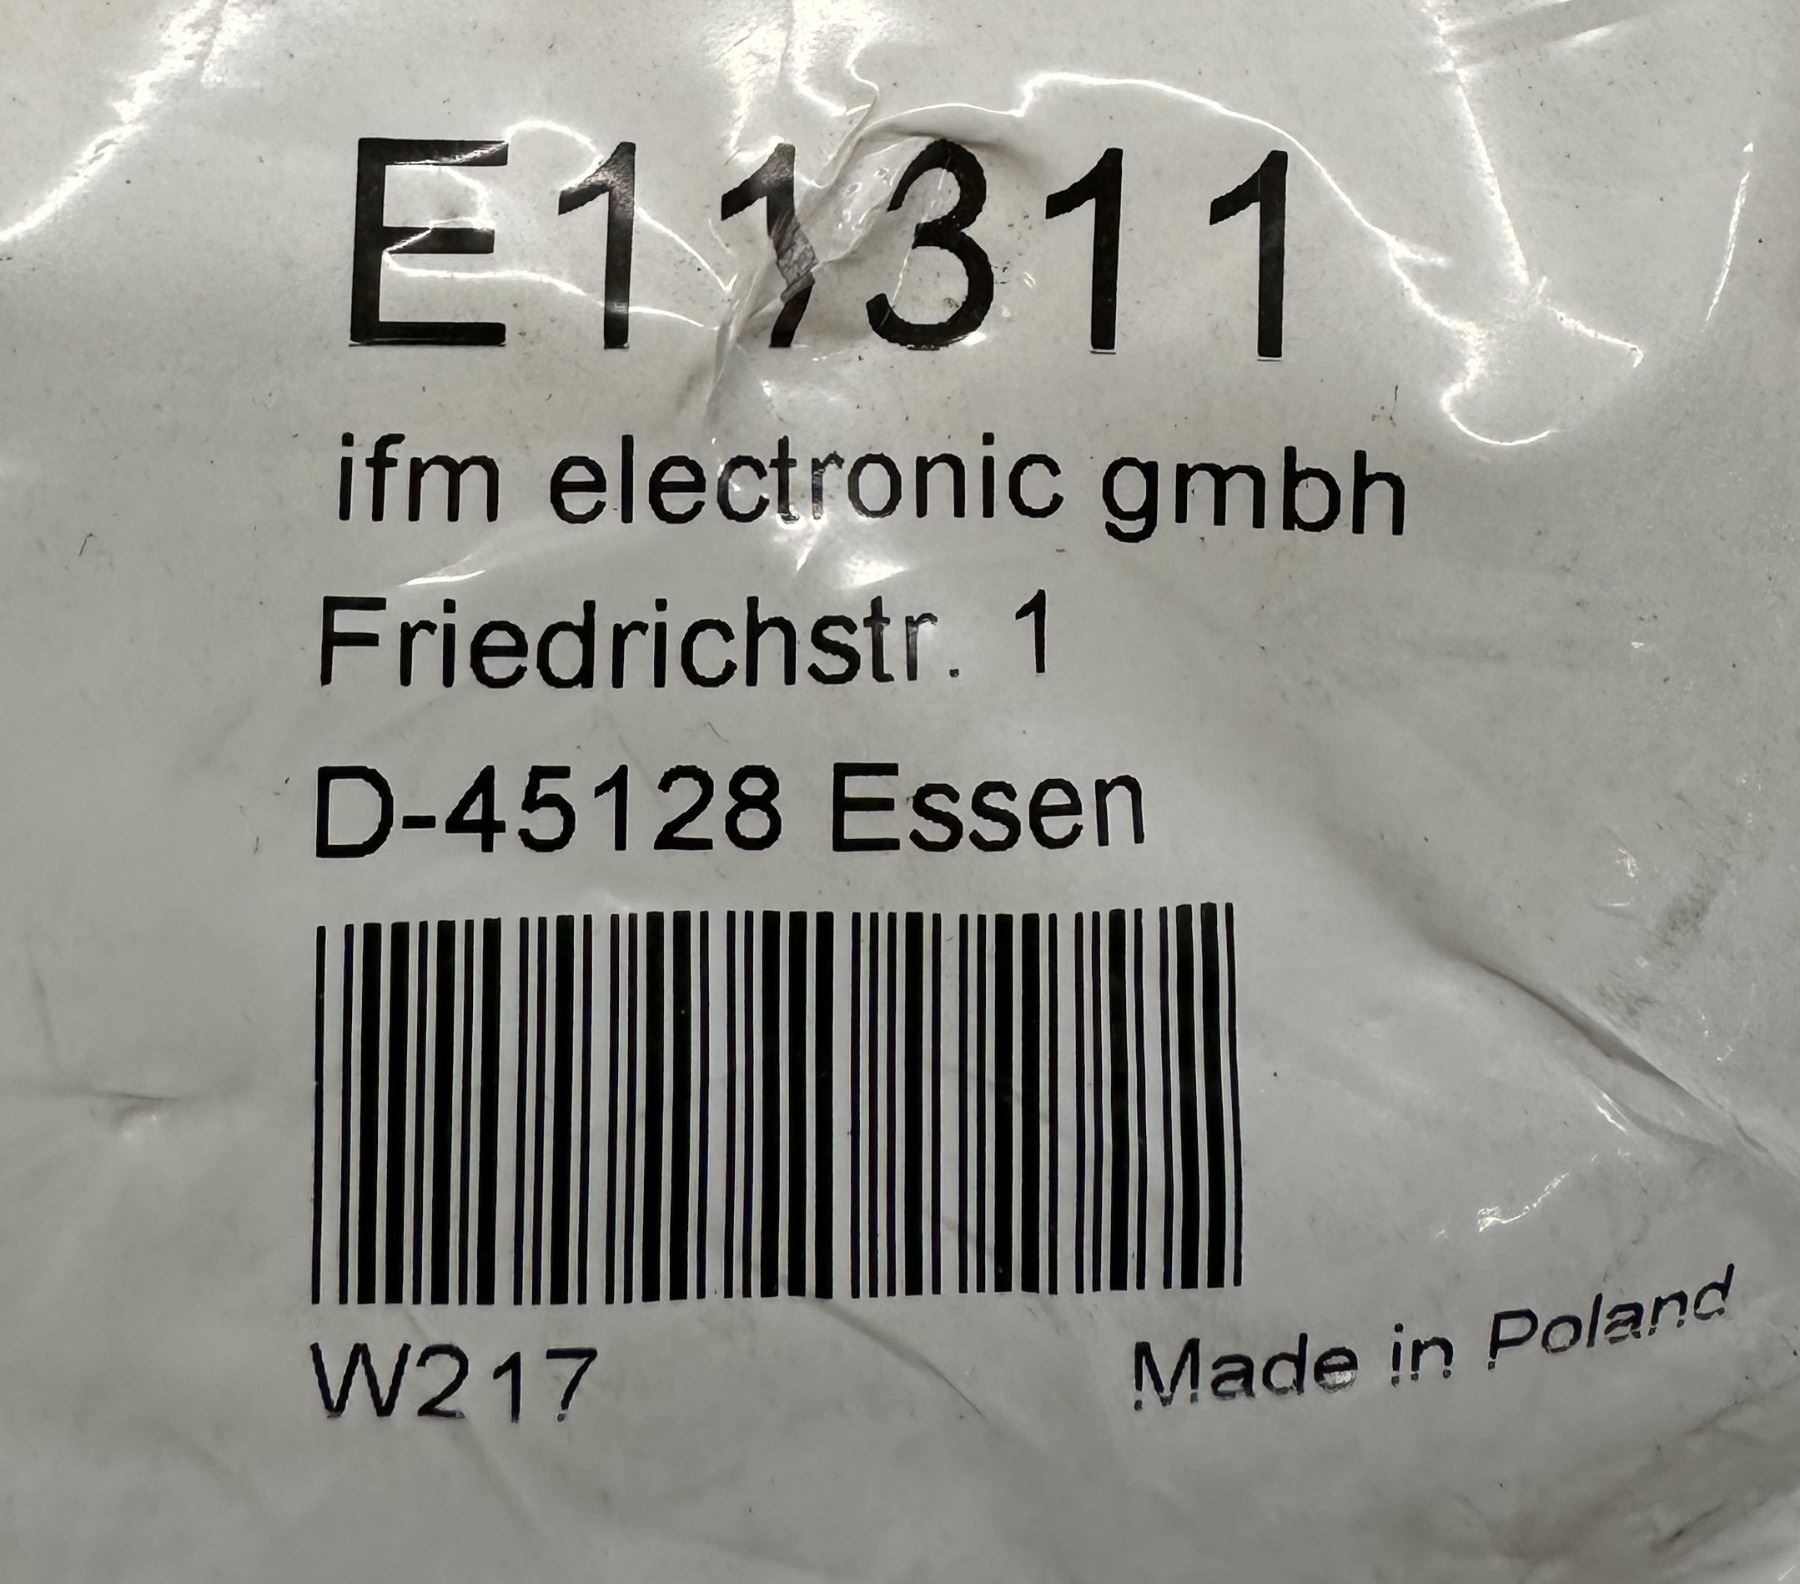 E11311
ifm electronic gmbh
Friedrichstr. 1
D-45128 Essen
W217
Made in Poland